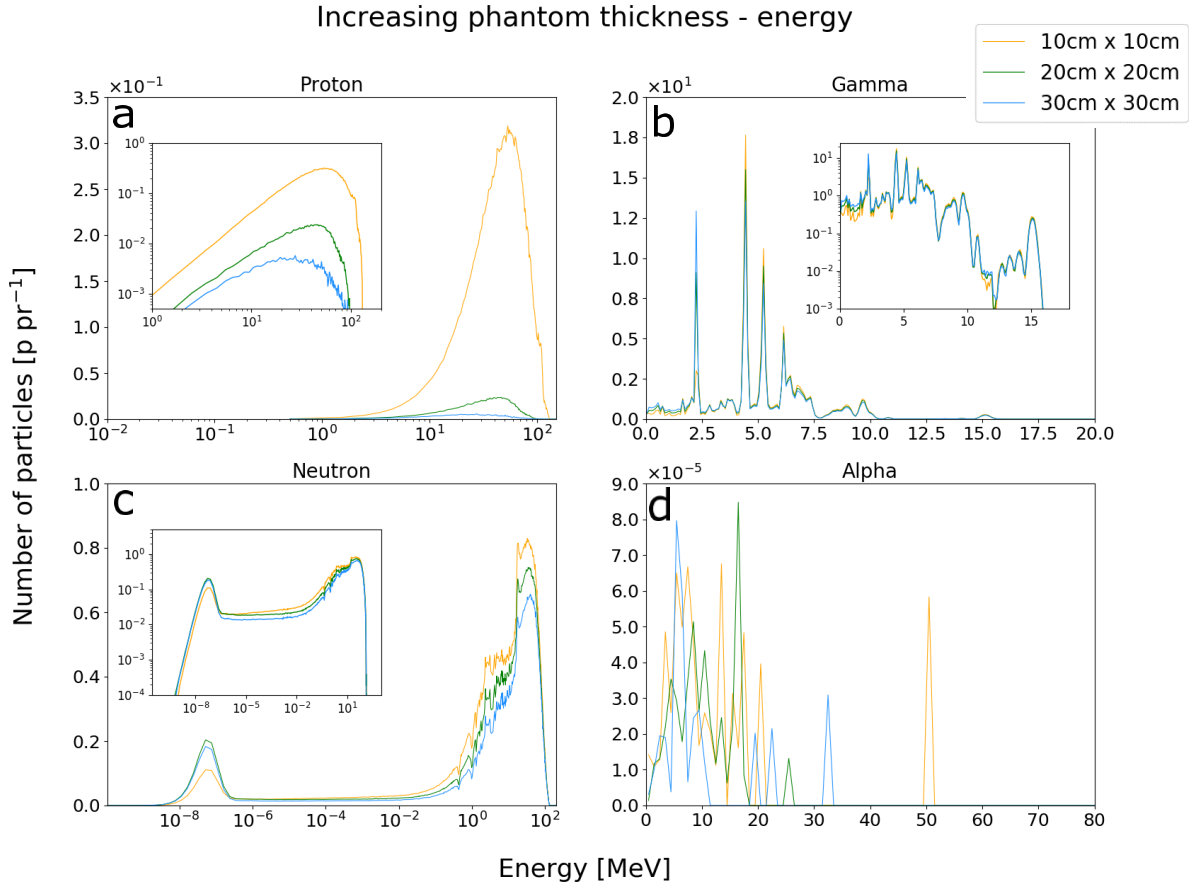 Increasing phantom thickness - energy
10cm x 10cm
20cm x 20cm
30cm x 30cm
Number of particles [p pr⁻¹]
Energy [MeV]
×10⁻¹
Proton
a
3.5
3.0
2.5
2.0
1.5
1.0
0.5
0.0
10⁻² 10⁻¹ 10⁰ 10¹ 10²
10⁰
10⁻¹
10⁻²
10⁻³
10⁰ 10¹ 10²
×10¹
Gamma
b
2.0
1.8
1.5
1.2
1.0
0.8
0.5
0.2
0.0
0.0 2.5 5.0 7.5 10.0 12.5 15.0 17.5 20.0
10¹
10⁰
10⁻¹
10⁻²
10⁻³
0 5 10 15
Neutron
c
1.0
0.8
0.6
0.4
0.2
0.0
10⁻⁸ 10⁻⁶ 10⁻⁴ 10⁻² 10⁰ 10²
10⁰
10⁻¹
10⁻²
10⁻³
10⁻⁴
10⁻⁸ 10⁻⁵ 10⁻² 10¹
×10⁻⁵
Alpha
d
9.0
8.0
7.0
6.0
5.0
4.0
3.0
2.0
1.0
0.0
0 10 20 30 40 50 60 70 80